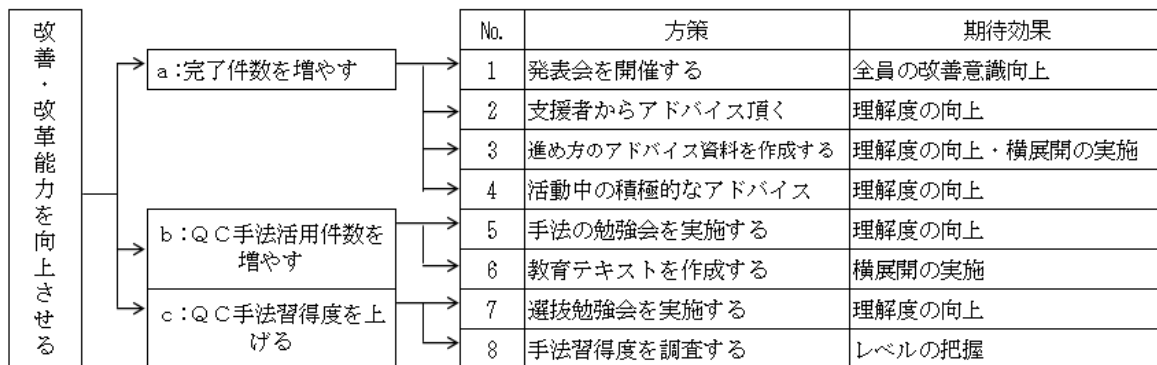 改善・改革能力を向上させる
a:完了件数を増やす
b:QC手法活用件数を
増やす
c:QC手法習得度を上
げる
No. 方策 期待効果
1 発表会を開催する 全員の改善意識向上
2 支援者からアドバイス頂く 理解度の向上
3 進め方のアドバイス資料を作成する 理解度の向上・横展開の実施
4 活動中の積極的なアドバイス 理解度の向上
5 手法の勉強会を実施する 理解度の向上
6 教育テキストを作成する 横展開の実施
7 選抜勉強会を実施する 理解度の向上
8 手法習得度を調査する レベルの把握